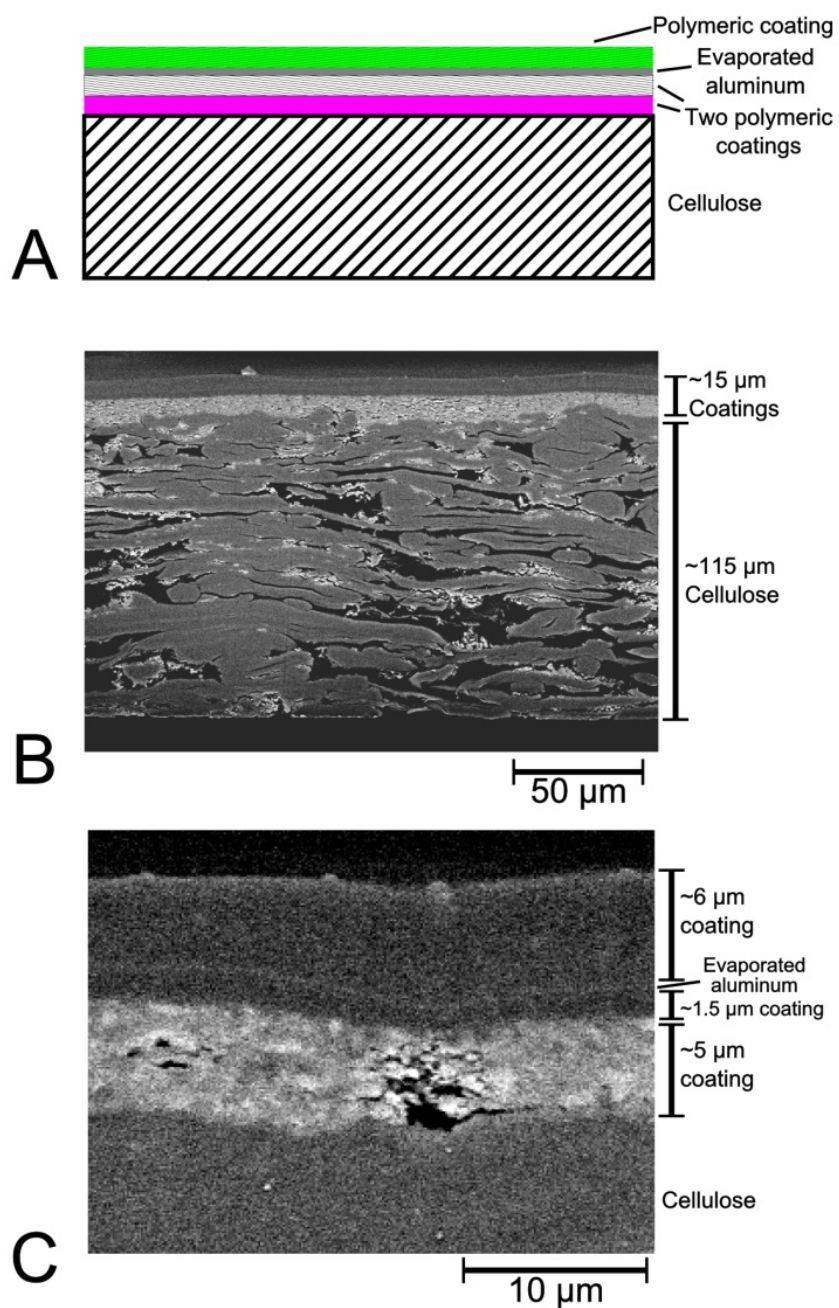 Polymeric coating
Evaporated
aluminum
Two polymeric
coatings
Cellulose
A
~15 µm
Coatings
~115 µm
Cellulose
B
50 µm
~6 µm
coating
Evaporated
aluminum
~1.5 µm coating
~5 µm
coating
Cellulose
C
10 µm